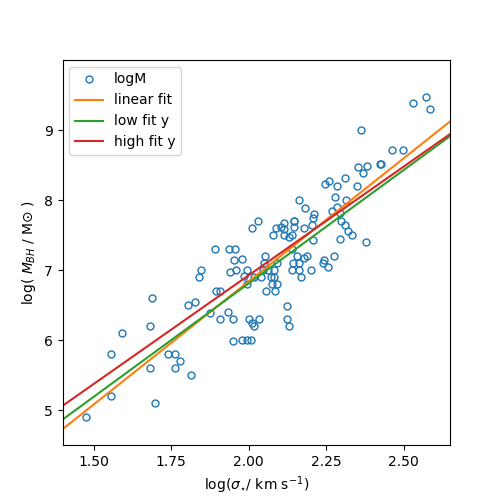 logM
linear fit
low fit y
high fit y
9
8
7
6
5
log( M_BH / M⊙ )
1.50 1.75 2.00 2.25 2.50
log(σ⋆/ km s⁻¹)